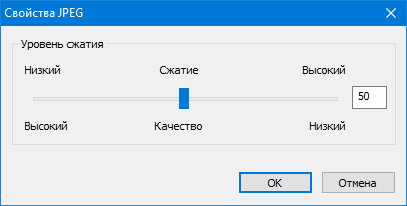 Свойства JPEG
Уровень сжатия
Низкий Сжатие Высокий
50
Высокий Качество Низкий
OK Отмена